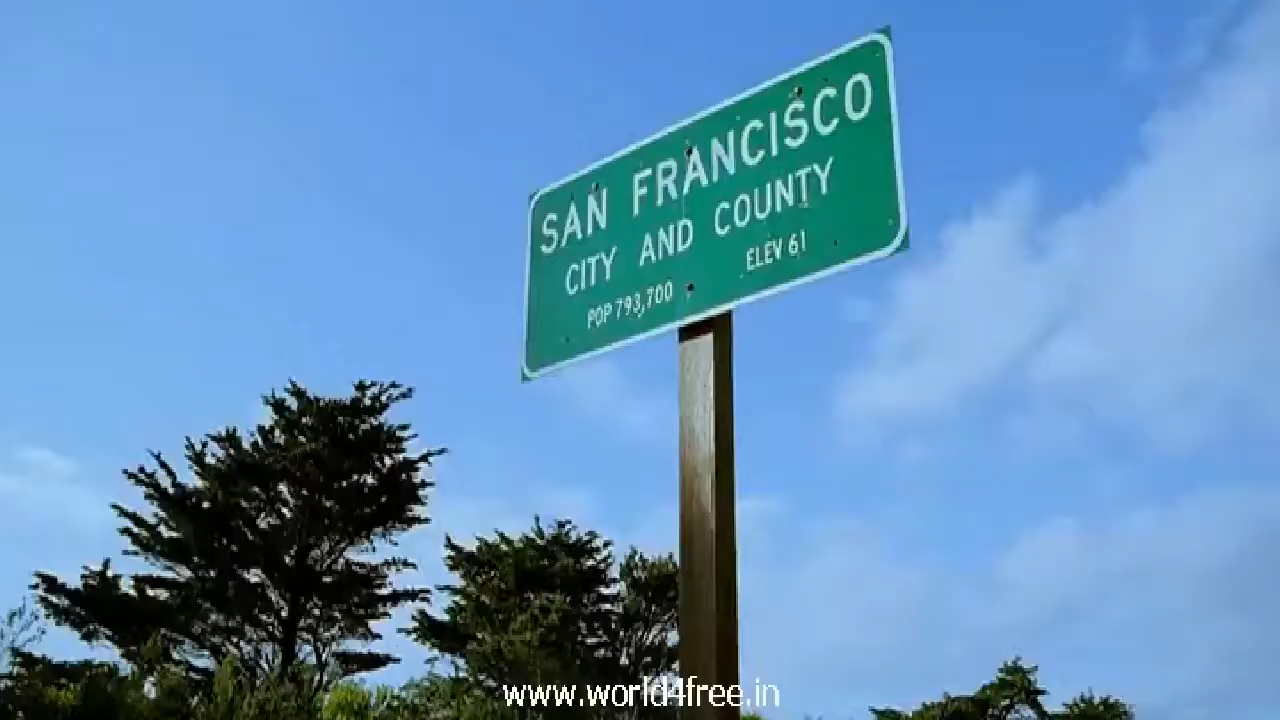 SAN FRANCISCO
CITY AND COUNTY
POP 793,700 ELEV 61
www.world4free.in